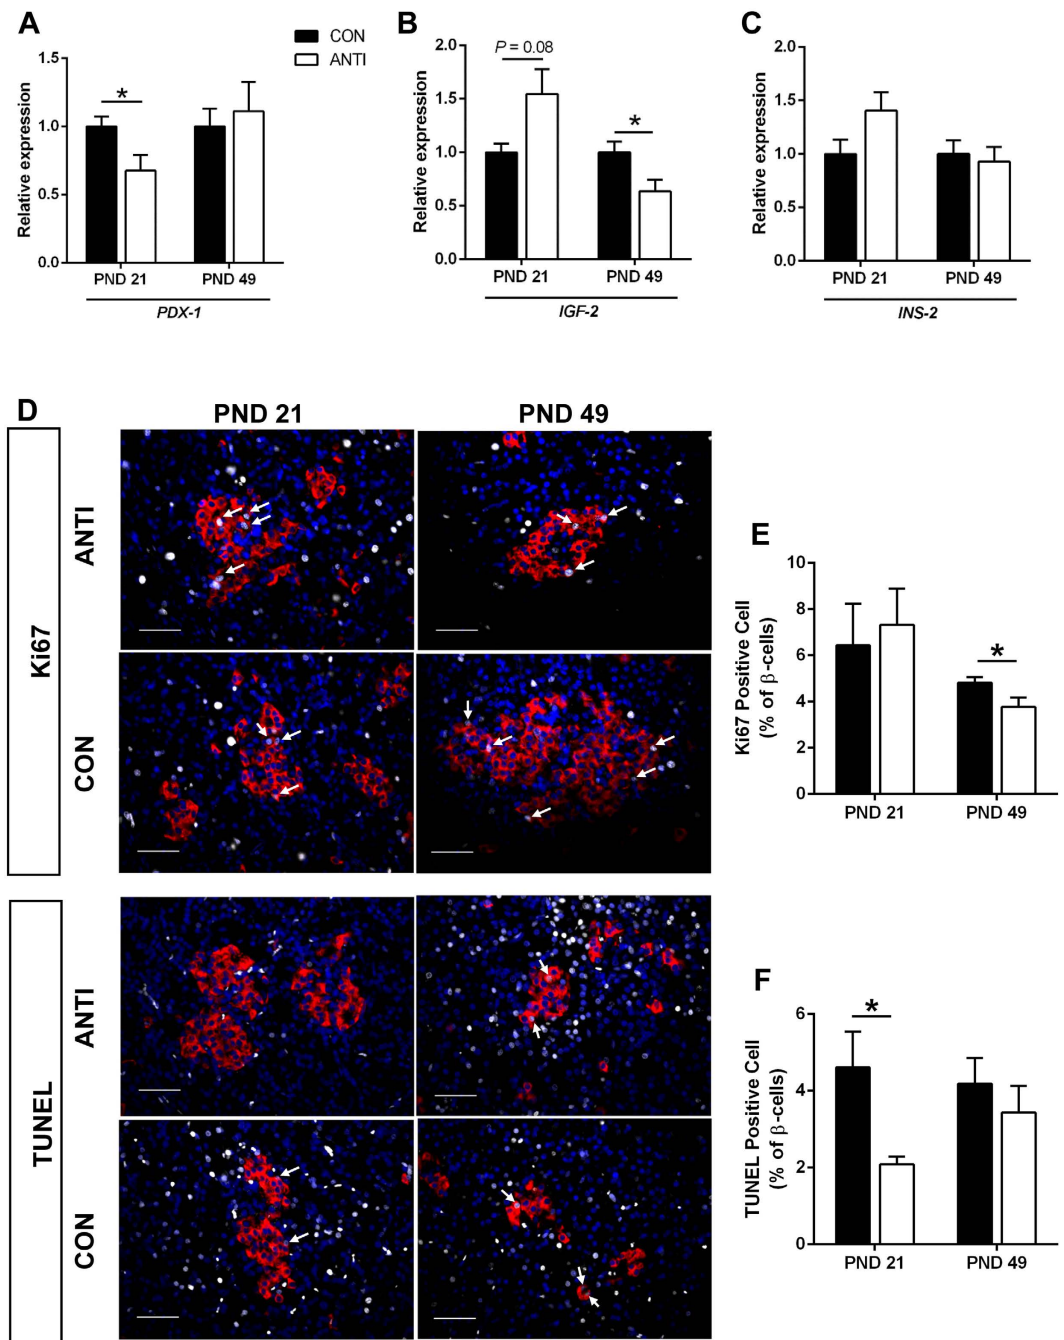 A
CON
ANTI
Relative expression
1.5
1.0
0.5
0.0
*
PND 21
PND 49
PDX-1
B
Relative expression
2.0
1.5
1.0
0.5
0.0
P = 0.08
*
PND 21
PND 49
IGF-2
C
Relative expression
2.0
1.5
1.0
0.5
0.0
PND 21
PND 49
INS-2
D
PND 21
PND 49
Ki67
ANTI
CON
TUNEL
ANTI
CON
E
Ki67 Positive Cell
(% of β-cells)
10
8
6
4
2
0
*
PND 21
PND 49
F
TUNEL Positive Cell
(% of β-cells)
6
4
2
0
*
PND 21
PND 49